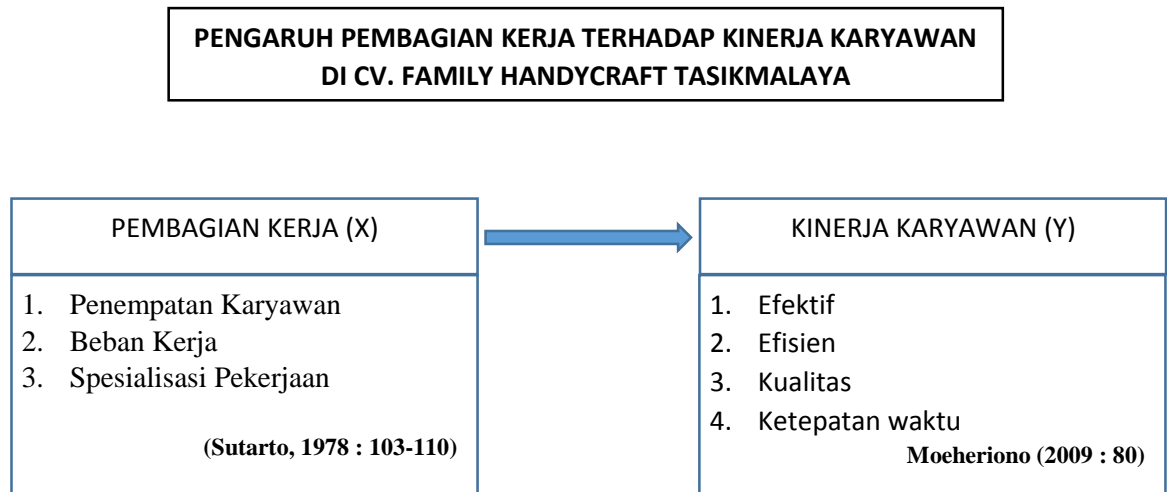 PENGARUH PEMBAGIAN KERJA TERHADAP KINERJA KARYAWAN
DI CV. FAMILY HANDYCRAFT TASIKMALAYA
PEMBAGIAN KERJA (X)
1. Penempatan Karyawan
2. Beban Kerja
3. Spesialisasi Pekerjaan
(Sutarto, 1978 : 103-110)
KINERJA KARYAWAN (Y)
1. Efektif
2. Efisien
3. Kualitas
4. Ketepatan waktu
Moeheriono (2009 : 80)